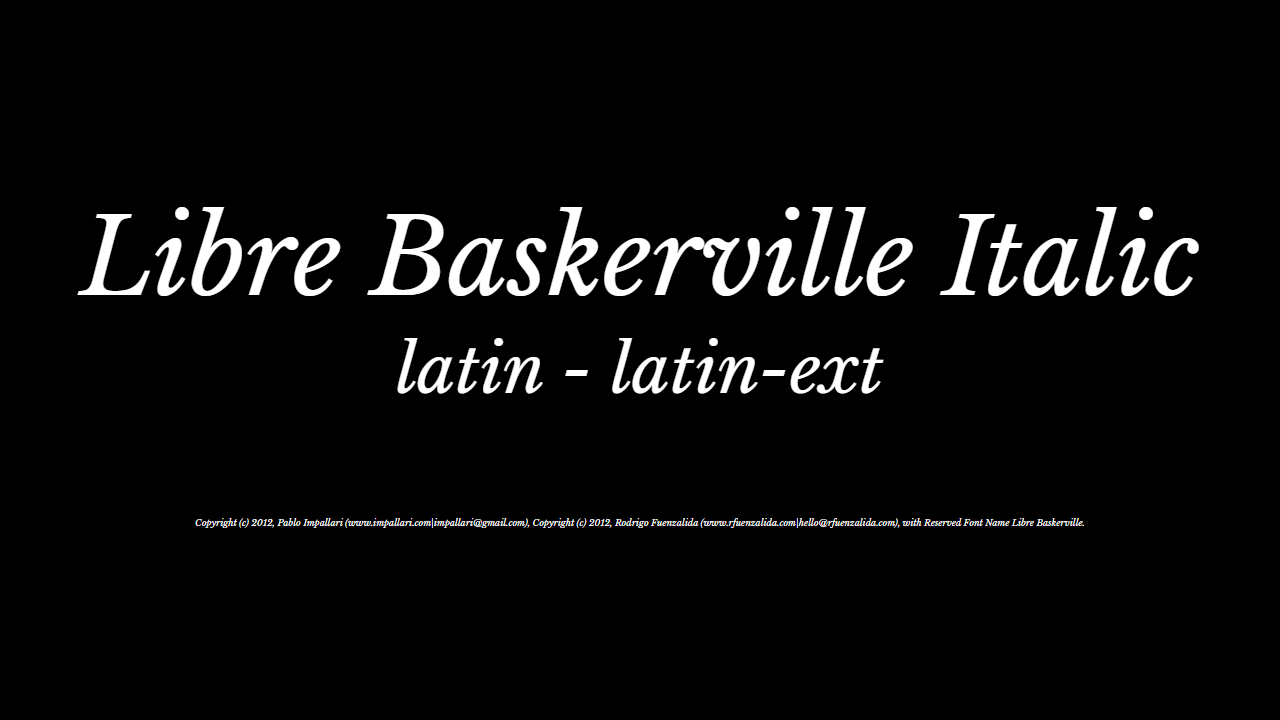 Libre Baskerville Italic
latin - latin-ext
Copyright (c) 2012, Pablo Impallari (www.impallari.com|impallari@gmail.com), Copyright (c) 2012, Rodrigo Fuenzalida (www.rfuenzalida.com|hello@rfuenzalida.com), with Reserved Font Name Libre Baskerville.